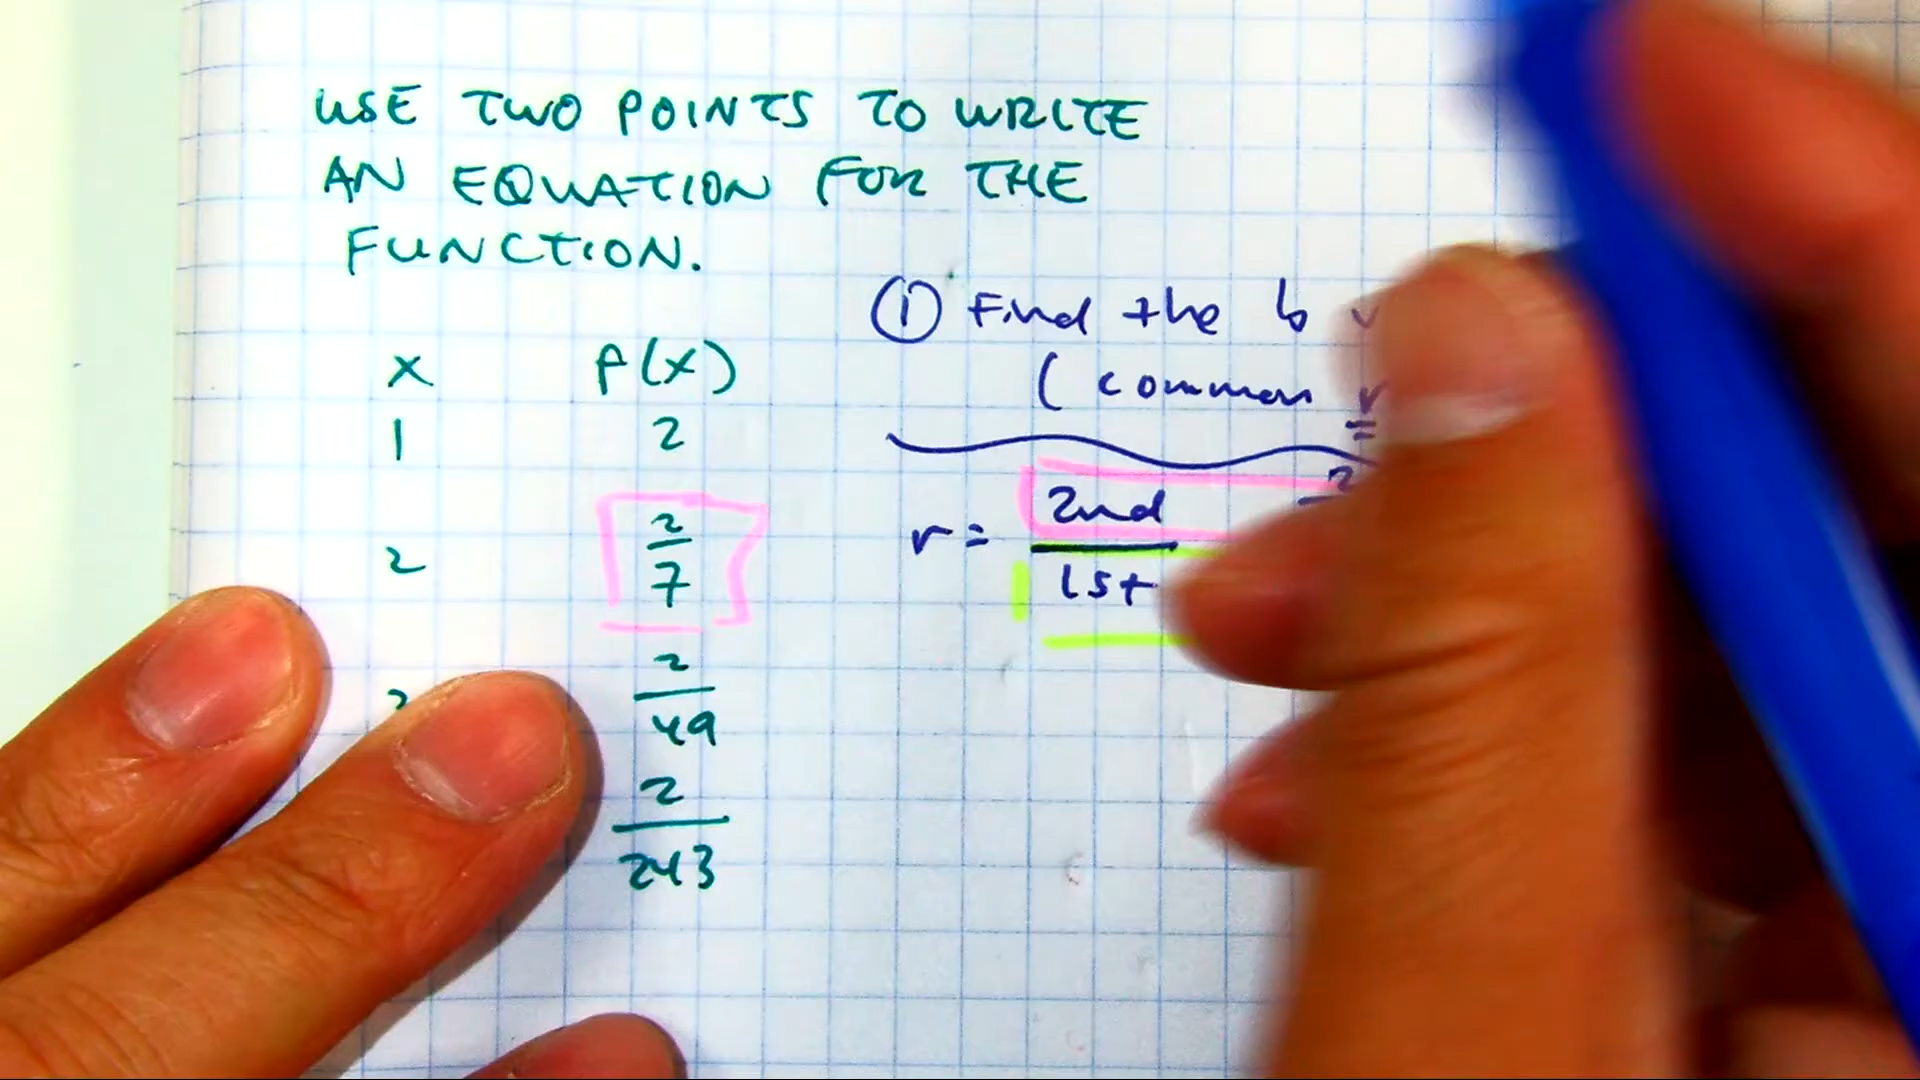 USE TWO POINTS TO WRITE
AN EQUATION FOR THE
FUNCTION.
① Find the b
(common
x f(x)
1 2
2 2/7
2/49
2/243
r = 2nd/1st